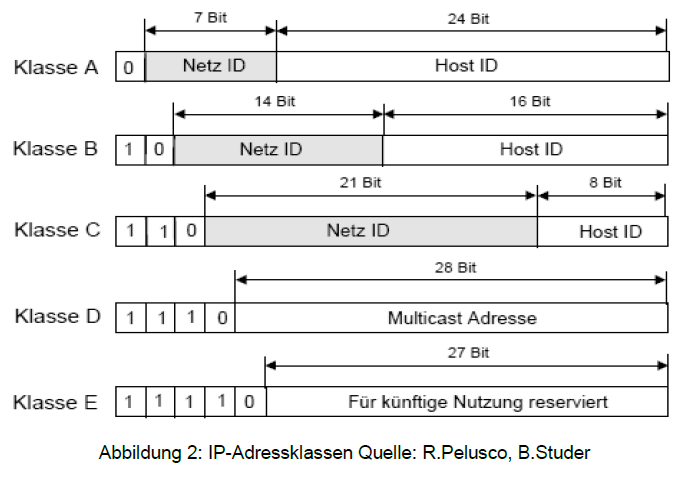 7 Bit 24 Bit
Klasse A 0 Netz ID Host ID
14 Bit 16 Bit
Klasse B 1 0 Netz ID Host ID
21 Bit 8 Bit
Klasse C 1 1 0 Netz ID Host ID
28 Bit
Klasse D 1 1 1 0 Multicast Adresse
27 Bit
Klasse E 1 1 1 1 0 Für künftige Nutzung reserviert
Abbildung 2: IP-Adressklassen Quelle: R.Pelusco, B.Studer